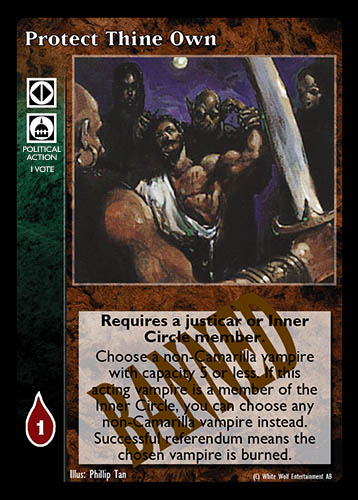 Protect Thine Own
POLITICAL
ACTION
1 VOTE
Requires a justicar or Inner
Circle member.
Choose a non-Camarilla vampire
with capacity 5 or less. If this
acting vampire is a member of the
Inner Circle, you can choose any
non-Camarilla vampire instead.
Successful referendum means the
chosen vampire is burned.
BANNED
1
Illus: Phillip Tan
(C) White Wolf Entertainment AB